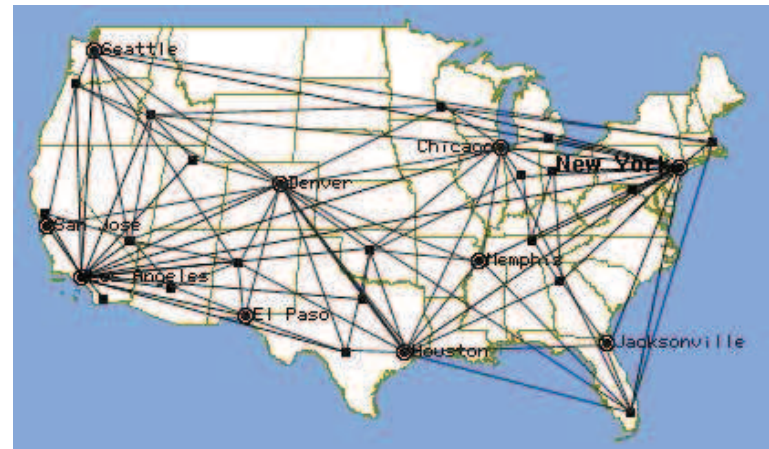 Seattle
Chicago
New York
Denver
San Jose
Memphis
Los Angeles
El Paso
Jacksonville
Houston